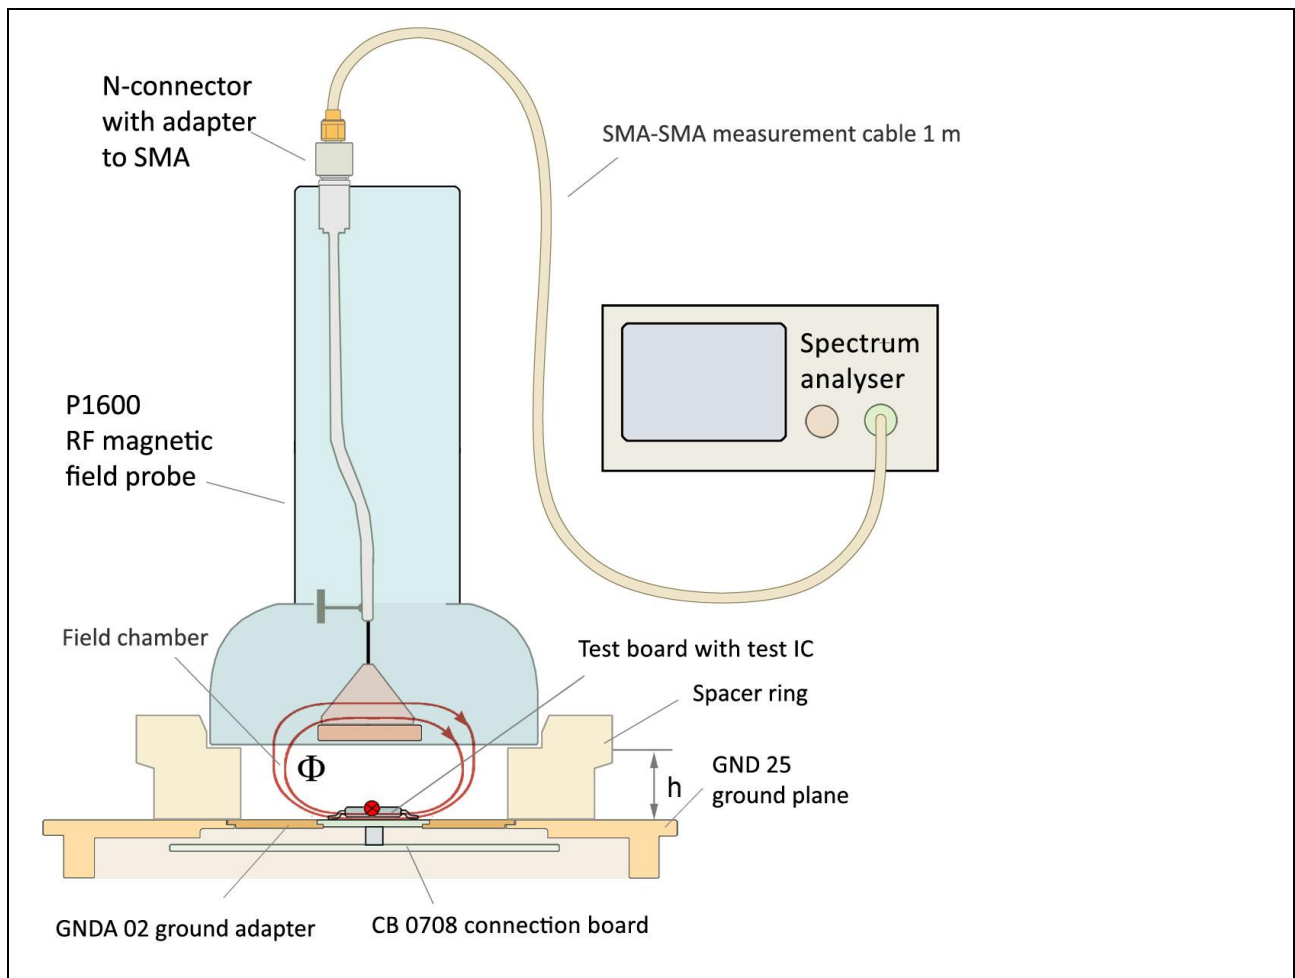 N-connector
with adapter
to SMA
SMA-SMA measurement cable 1 m
Spectrum
analyser
P1600
RF magnetic
field probe
Field chamber
Test board with test IC
Spacer ring
Φ
h
GND 25
ground plane
GNDA 02 ground adapter
CB 0708 connection board